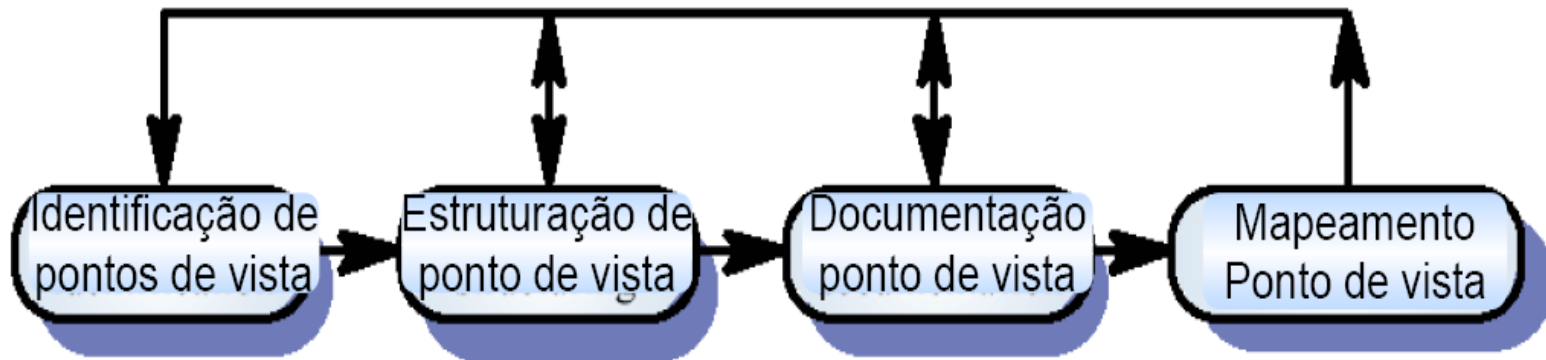 Identificação de
pontos de vista
Estruturação de
ponto de vista
Documentação
ponto de vista
Mapeamento
Ponto de vista